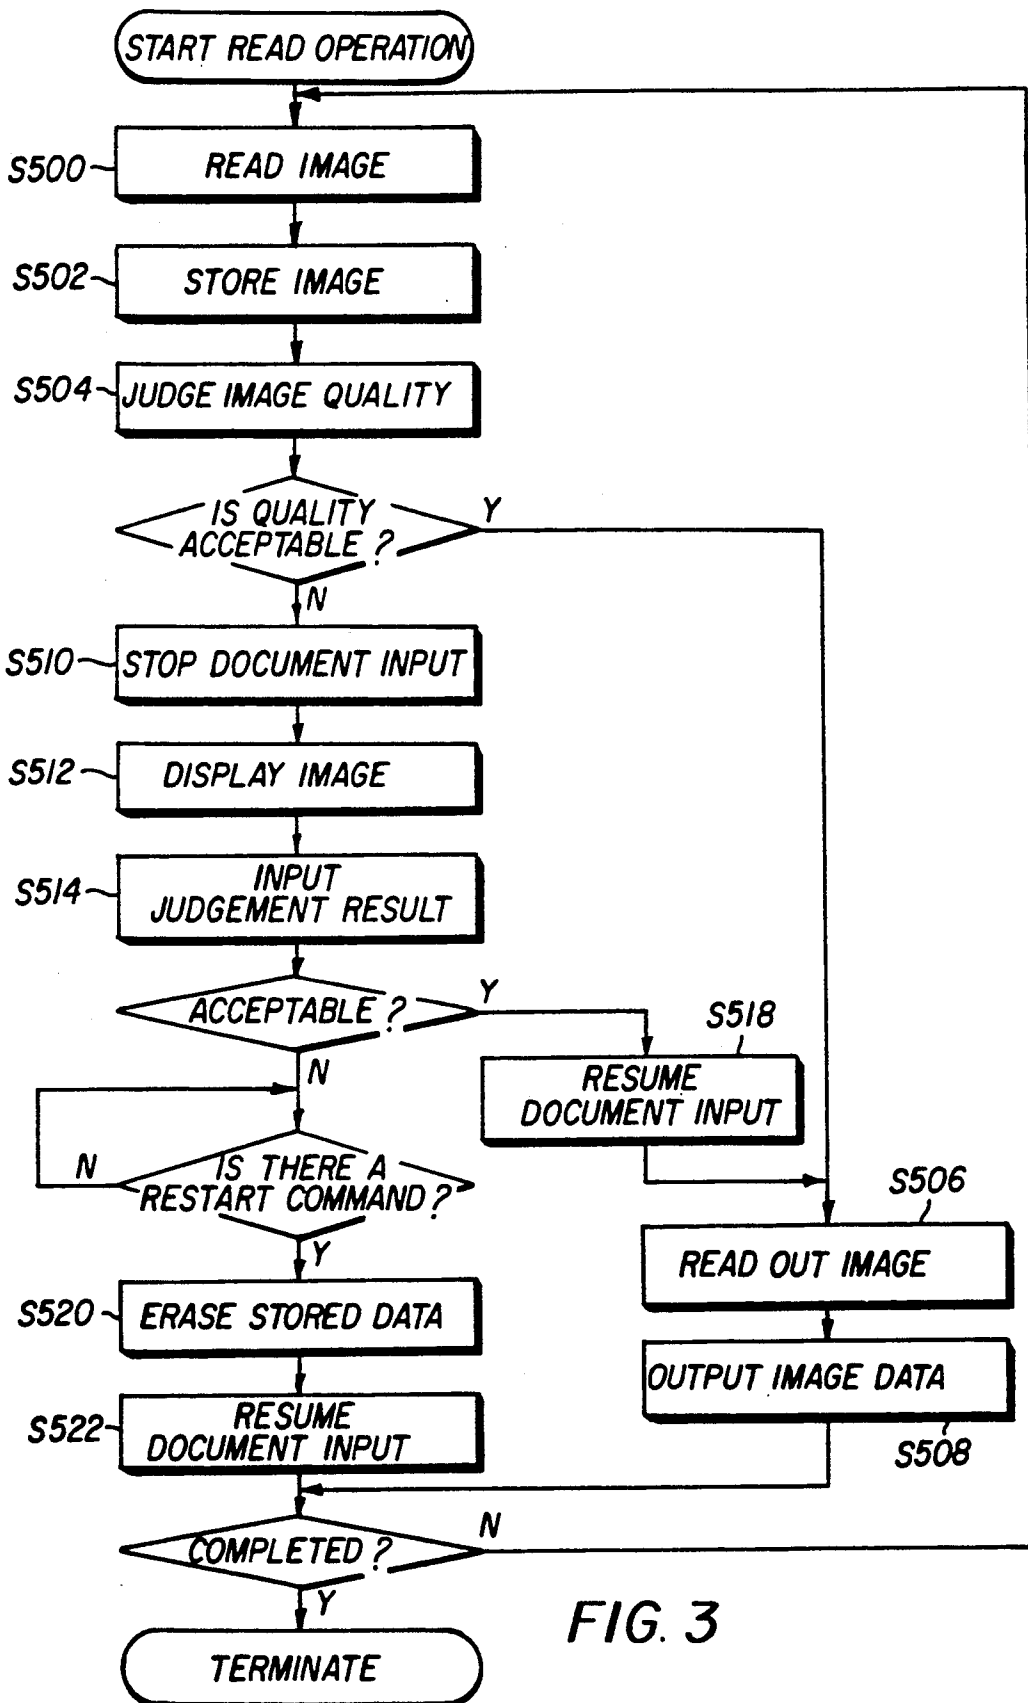 START READ OPERATION
S500
READ IMAGE
S502
STORE IMAGE
S504
JUDGE IMAGE QUALITY
IS QUALITY
ACCEPTABLE?
Y
N
S510
STOP DOCUMENT INPUT
S512
DISPLAY IMAGE
S514
INPUT
JUDGEMENT RESULT
ACCEPTABLE?
Y
N
S518
RESUME
DOCUMENT INPUT
IS THERE A
RESTART COMMAND?
N
Y
S506
READ OUT IMAGE
S520
ERASE STORED DATA
OUTPUT IMAGE DATA
S508
S522
RESUME
DOCUMENT INPUT
COMPLETED?
N
Y
TERMINATE
FIG. 3